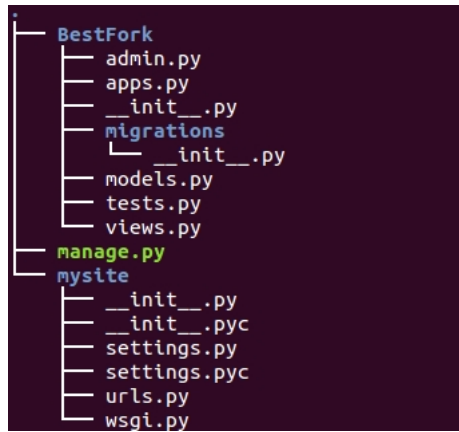 .
├── BestFork
│   ├── admin.py
│   ├── apps.py
│   ├── __init__.py
│   ├── migrations
│   │   └── __init__.py
│   ├── models.py
│   ├── tests.py
│   └── views.py
├── manage.py
└── mysite
    ├── __init__.py
    ├── __init__.pyc
    ├── settings.py
    ├── settings.pyc
    ├── urls.py
    └── wsgi.py